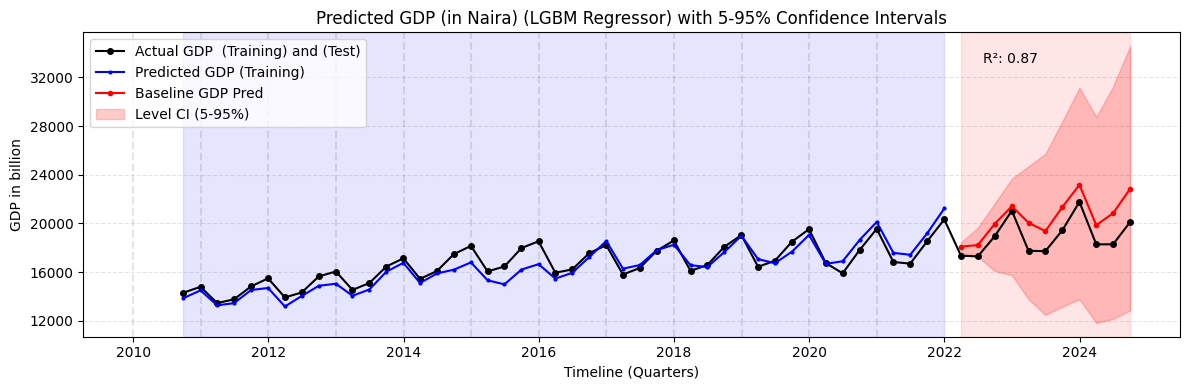 Predicted GDP (in Naira) (LGBM Regressor) with 5-95% Confidence Intervals
Actual GDP  (Training) and (Test)
Predicted GDP (Training)
Baseline GDP Pred
Level CI (5-95%)
R²: 0.87
GDP in billion
32000
28000
24000
20000
16000
12000
2010 2012 2014 2016 2018 2020 2022 2024
Timeline (Quarters)